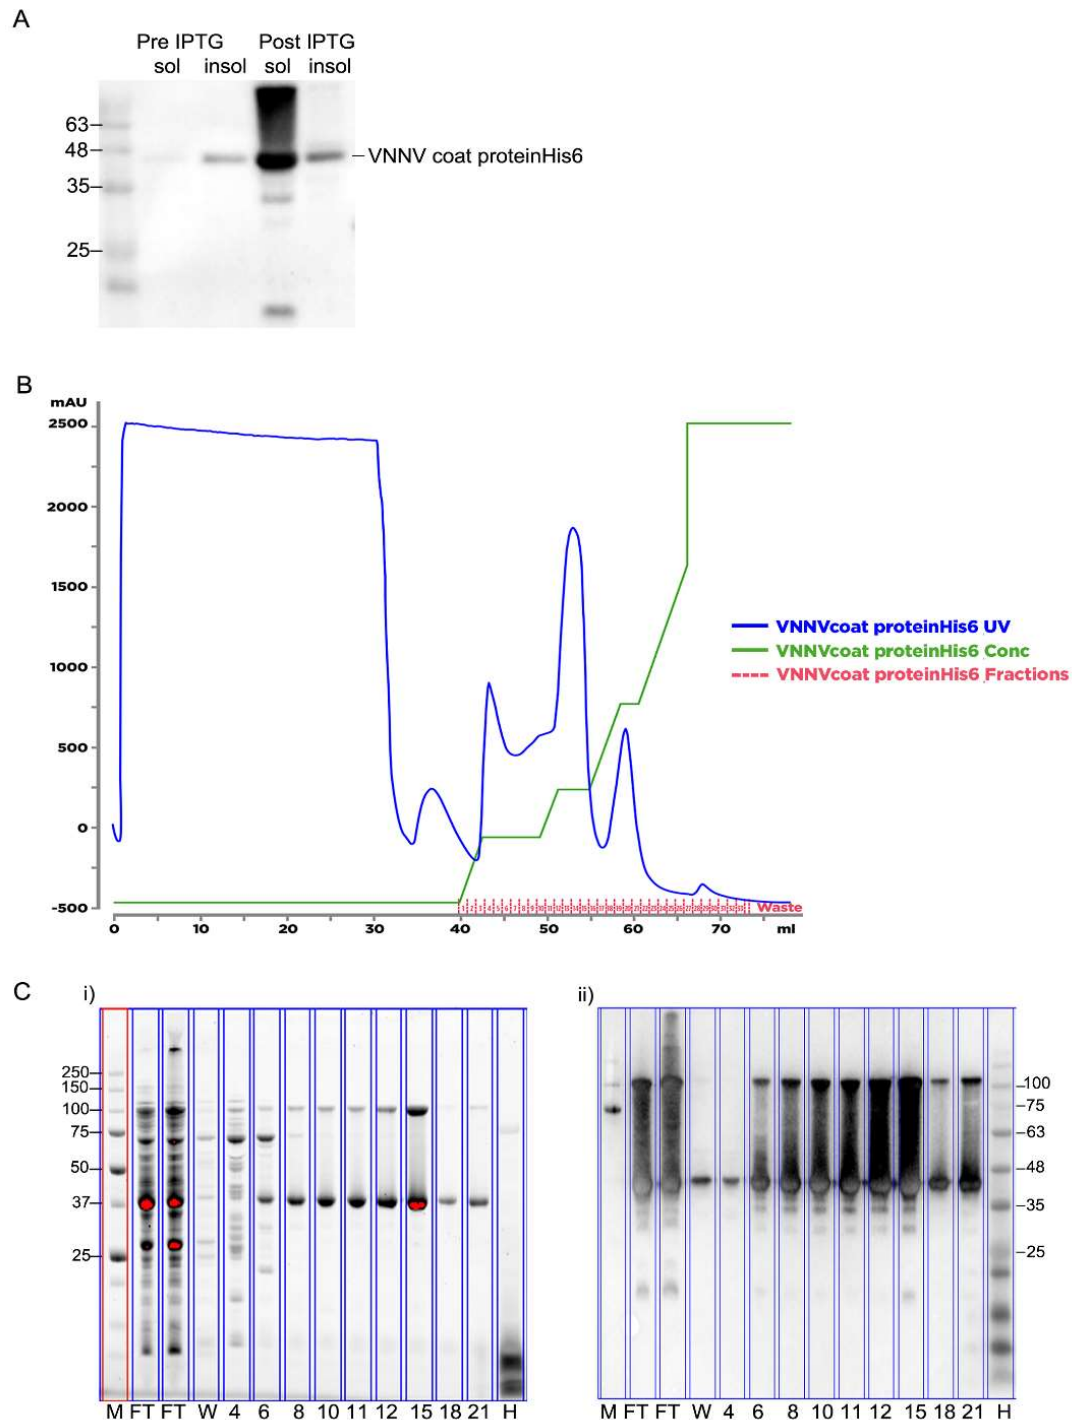 A
Pre IPTG Post IPTG
sol insol sol insol
63
48
VNNV coat proteinHis6
35
25
B
mAU
2500
2000
1500
1000
500
0
-500
VNNVcoat proteinHis6 UV
VNNVcoat proteinHis6 Conc
VNNVcoat proteinHis6 Fractions
Waste
0 10 20 30 40 50 60 70 ml
C
i)
250
150
100
75
50
37
25
M FT FT W 4 6 8 10 11 12 15 18 21 H
ii)
100
75
63
48
35
25
M FT FT W 4 6 8 10 11 12 15 18 21 H